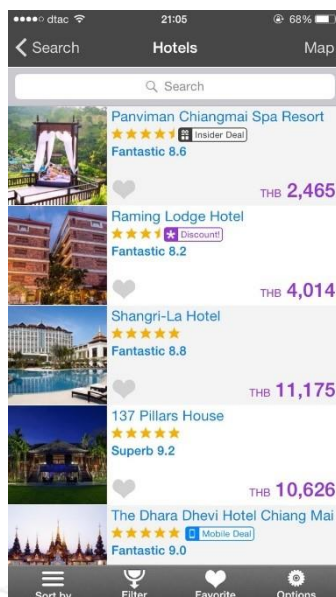 dtac 21:05 68%
Search Hotels Map
Search
Panviman Chiangmai Spa Resort
Insider Deal
Fantastic 8.6
THB 2,465
Raming Lodge Hotel
Discount!
Fantastic 8.2
THB 4,014
Shangri-La Hotel
Fantastic 8.8
THB 11,175
137 Pillars House
Superb 9.2
THB 10,626
The Dhara Dhevi Hotel Chiang Mai
Mobile Deal
Fantastic 9.0
Sort by Filter Favorite Options